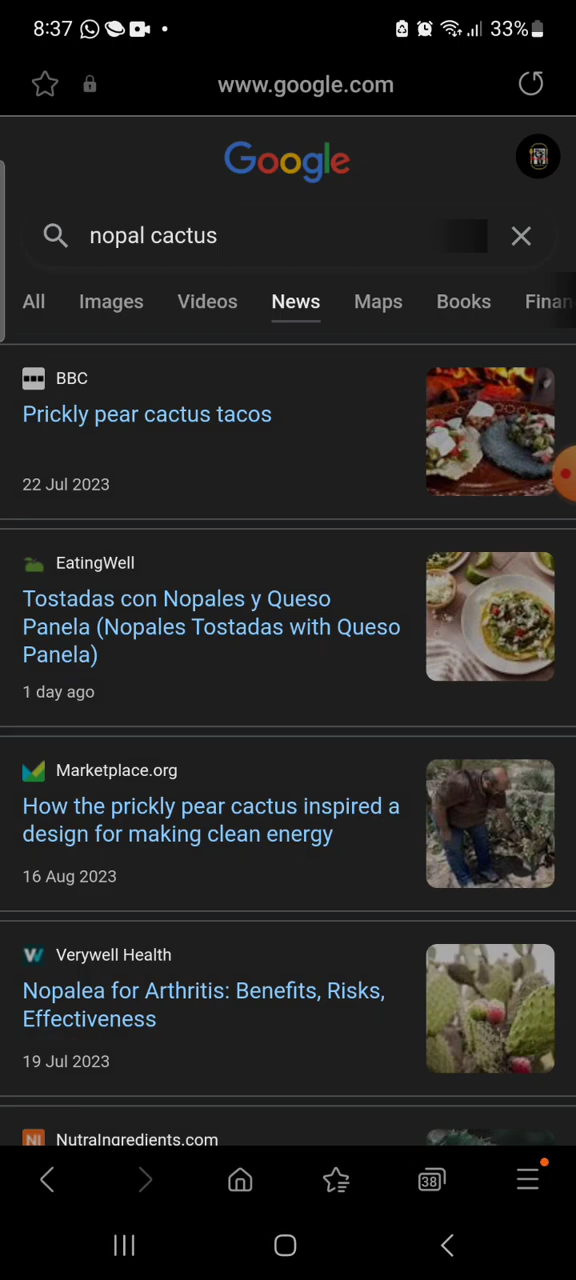 8:37
33%
www.google.com
Google
nopal cactus
All Images Videos News Maps Books Finan
BBC
Prickly pear cactus tacos
22 Jul 2023
EatingWell
Tostadas con Nopales y Queso
Panela (Nopales Tostadas with Queso
Panela)
1 day ago
Marketplace.org
How the prickly pear cactus inspired a
design for making clean energy
16 Aug 2023
Verywell Health
Nopalea for Arthritis: Benefits, Risks,
Effectiveness
19 Jul 2023
NI NutraIngredients.com
38